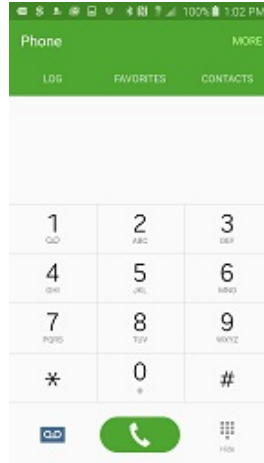 100% 1:02 PM
Phone MORE
LOG FAVORITES CONTACTS
1 2 3
ABC DEF
4 5 6
GHI JKL MNO
7 8 9
PQRS TUV WXYZ
* 0 #
+
Hide